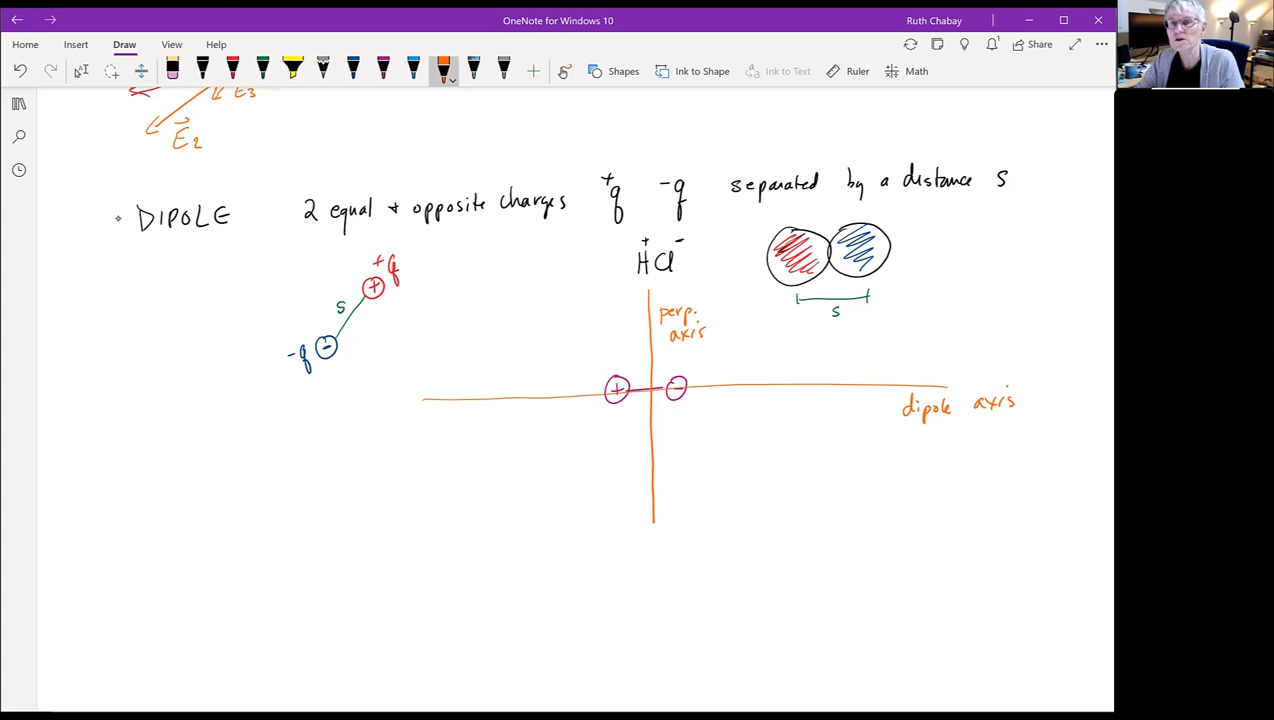 OneNote for Windows 10
Ruth Chabay
Home Insert Draw View Help
Share
Shapes Ink to Shape Ink to Text Ruler Math
E3
E2
• DIPOLE 2 equal + opposite charges +q -q separated by a distance s
H+ Cl-
+q
+
s
-
-q
s
perp.
axis
+ -
dipole axis